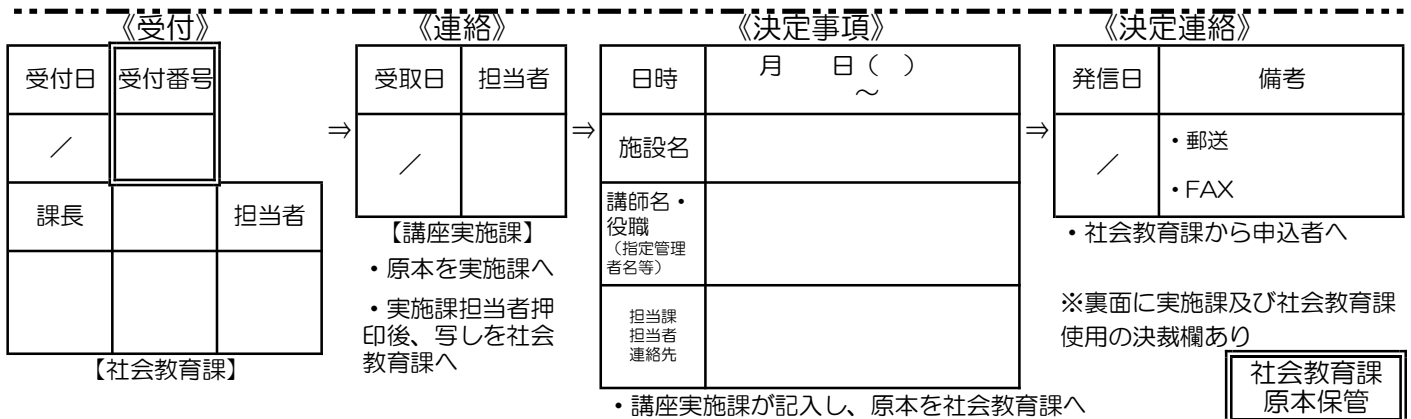 《受付》
受付日 受付番号
／
課長 担当者
【社会教育課】
⇒
《連絡》
受取日 担当者
／
【講座実施課】
・原本を実施課へ
・実施課担当者押
印後、写しを社会
教育課へ
⇒
《決定事項》
日時 月 日（ ）
～
施設名
講師名・
役職
（指定管理
者名等）
担当課
担当者
連絡先
・講座実施課が記入し、原本を社会教育課へ
⇒
《決定連絡》
発信日 備考
／
・郵送
・FAX
・社会教育課から申込者へ
※裏面に実施課及び社会教育課
使用の決裁欄あり
社会教育課
原本保管